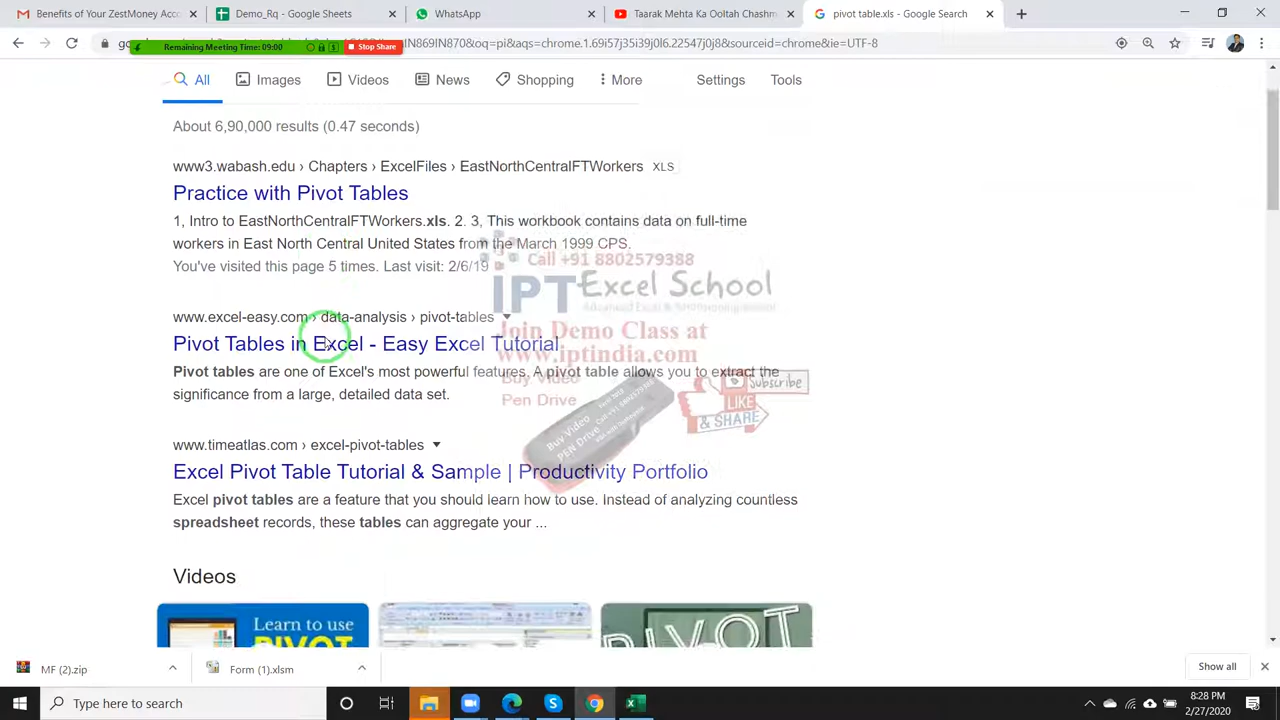 Benefits of Your ZestMoney Acco
Demo_Rq - Google Sheets
WhatsApp
Taarak Mehta Ka Ooltah Chashm
pivot table.xls - Google Search
Remaining Meeting Time: 09:00
Stop Share
IN869IN870&oq=pi&aqs=chrome.1.69i57j35i39j0l6.22547j0j8&sourceid=chrome&ie=UTF-8
All
Images
Videos
News
Shopping
More
Settings
Tools
About 6,90,000 results (0.47 seconds)
www3.wabash.edu › Chapters › ExcelFiles › EastNorthCentralFTWorkers XLS
Practice with Pivot Tables
1, Intro to EastNorthCentralFTWorkers.xls. 2. 3, This workbook contains data on full-time
workers in East North Central United States from the March 1999 CPS.
You've visited this page 5 times. Last visit: 2/6/19
Call +91 8802579388
IPT Excel School
Join Demo Class at
www.iptindia.com
Buy Video
Pen Drive
Subscribe
LIKE
& SHARE
www.excel-easy.com › data-analysis › pivot-tables
Pivot Tables in Excel - Easy Excel Tutorial
Pivot tables are one of Excel's most powerful features. A pivot table allows you to extract the
significance from a large, detailed data set.
www.timeatlas.com › excel-pivot-tables
Excel Pivot Table Tutorial & Sample | Productivity Portfolio
Excel pivot tables are a feature that you should learn how to use. Instead of analyzing countless
spreadsheet records, these tables can aggregate your ...
Videos
Learn to use
PIVOT
MF (2).zip
Form (1).xlsm
Show all
Type here to search
8:28 PM
2/27/2020